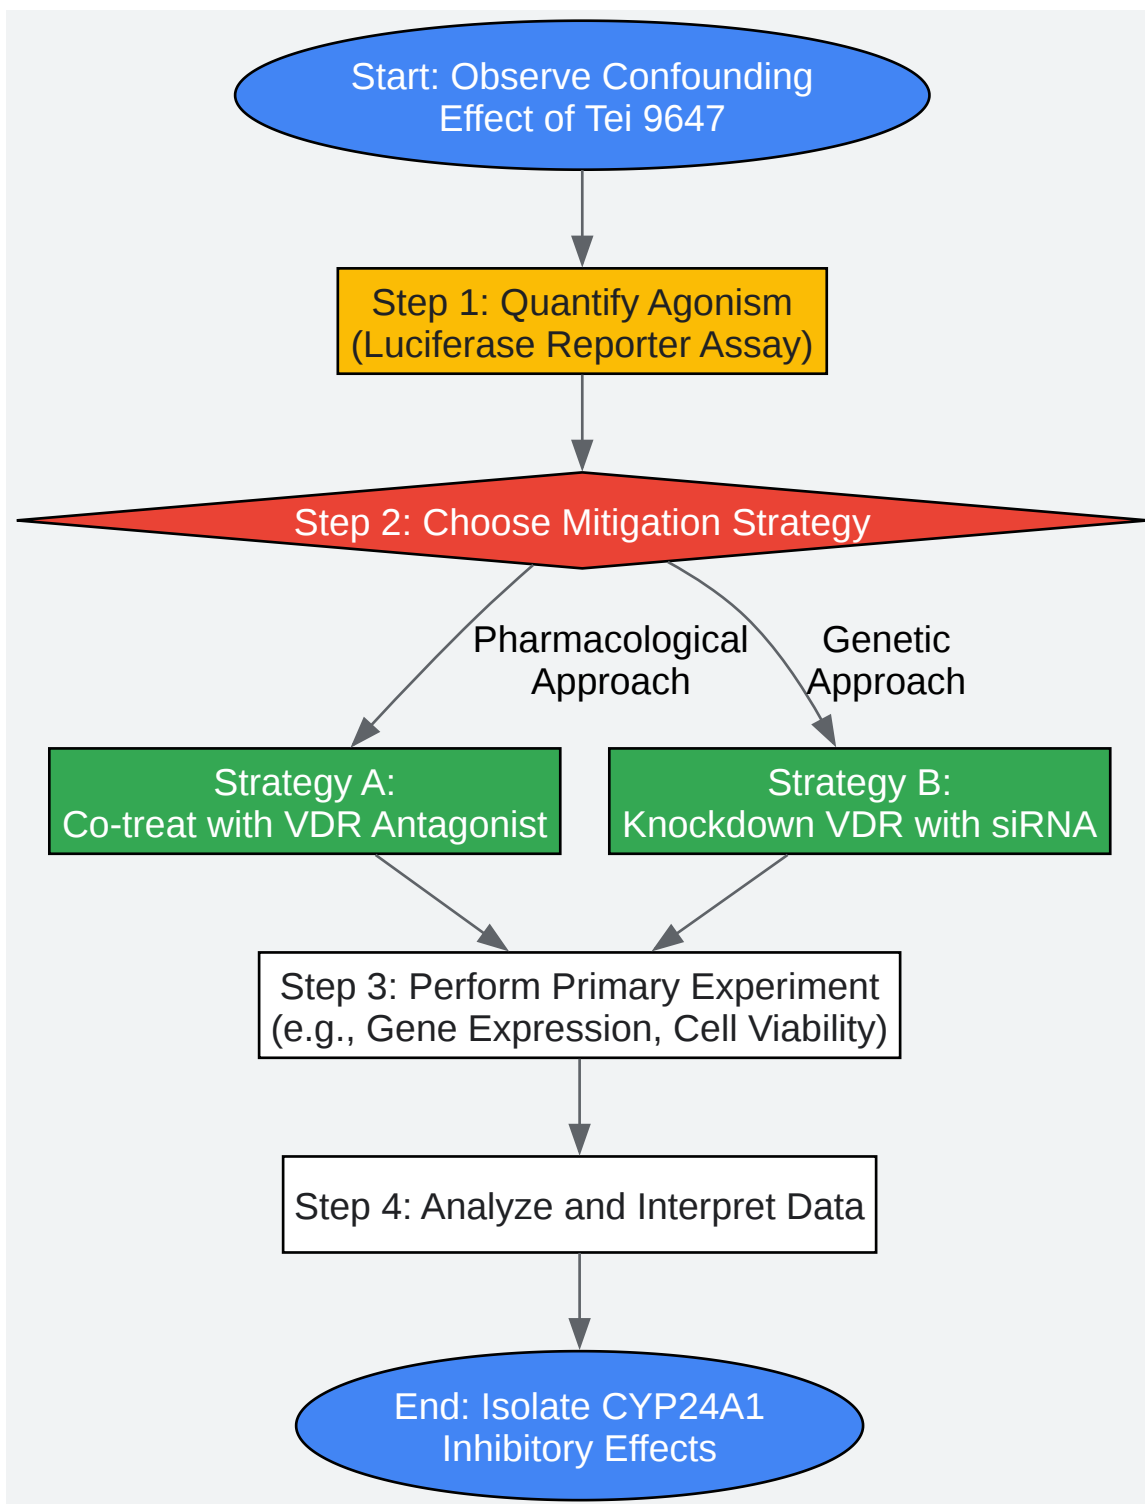 Start: Observe Confounding
Effect of Tei 9647
Step 1: Quantify Agonism
(Luciferase Reporter Assay)
Step 2: Choose Mitigation Strategy
Pharmacological
Approach
Genetic
Approach
Strategy A:
Co-treat with VDR Antagonist
Strategy B:
Knockdown VDR with siRNA
Step 3: Perform Primary Experiment
(e.g., Gene Expression, Cell Viability)
Step 4: Analyze and Interpret Data
End: Isolate CYP24A1
Inhibitory Effects